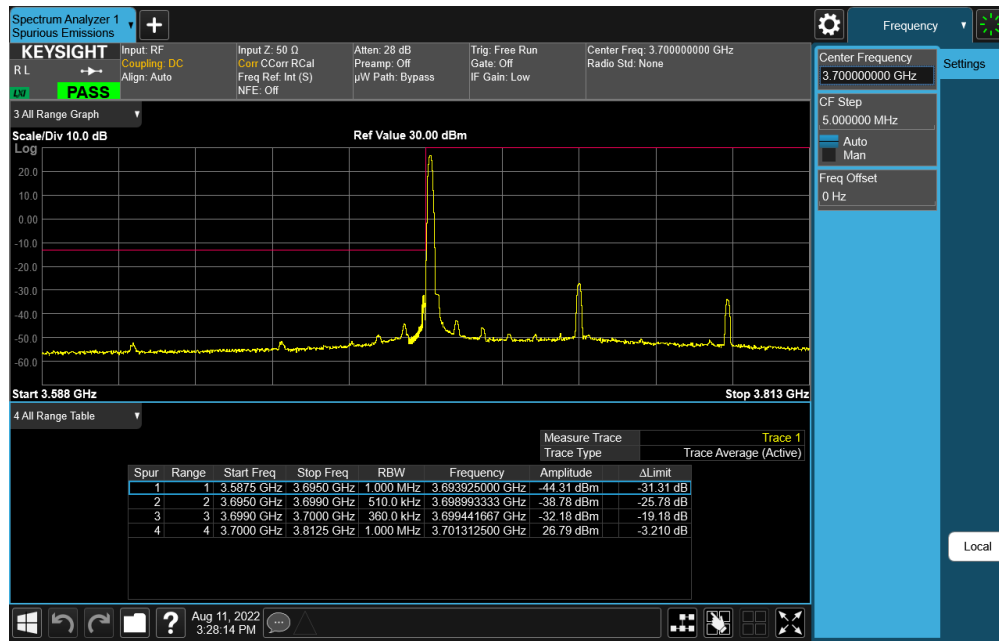 Spectrum Analyzer 1
Spurious Emissions
Frequency
KEYSIGHT
R L
LXI
PASS
Input: RF
Coupling: DC
Align: Auto
Input Z: 50 Ω
Corr CCorr RCal
Freq Ref: Int (S)
NFE: Off
Atten: 28 dB
Preamp: Off
µW Path: Bypass
Trig: Free Run
Gate: Off
IF Gain: Low
Center Freq: 3.700000000 GHz
Radio Std: None
Center Frequency
3.700000000 GHz
Settings
CF Step
5.000000 MHz
Auto
Man
Freq Offset
0 Hz
Local
3 All Range Graph
Scale/Div 10.0 dB
Ref Value 30.00 dBm
Log
20.0
10.0
0.00
-10.0
-20.0
-30.0
-40.0
-50.0
-60.0
Start 3.588 GHz
Stop 3.813 GHz
4 All Range Table
Measure Trace Trace 1
Trace Type Trace Average (Active)
Spur Range Start Freq Stop Freq RBW Frequency Amplitude ΔLimit
1 1 3.5875 GHz 3.6950 GHz 1.000 MHz 3.693925000 GHz -44.31 dBm -31.31 dB
2 2 3.6950 GHz 3.6990 GHz 510.0 kHz 3.698993333 GHz -38.78 dBm -25.78 dB
3 3 3.6990 GHz 3.7000 GHz 360.0 kHz 3.699441667 GHz -32.18 dBm -19.18 dB
4 4 3.7000 GHz 3.8125 GHz 1.000 MHz 3.701312500 GHz 26.79 dBm -3.210 dB
?
Aug 11, 2022
3:28:14 PM